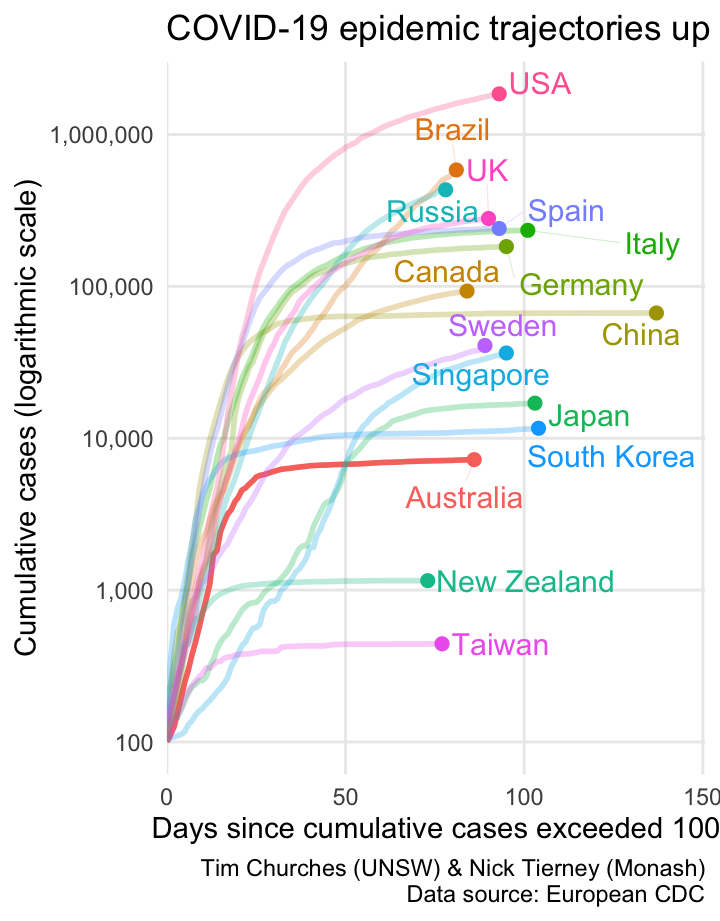 COVID-19 epidemic trajectories up
Cumulative cases (logarithmic scale)
1,000,000
100,000
10,000
1,000
100
USA
Brazil
UK
Russia
Spain
Italy
Canada
Germany
Sweden
China
Singapore
Japan
South Korea
Australia
New Zealand
Taiwan
0 50 100 150
Days since cumulative cases exceeded 100
Tim Churches (UNSW) & Nick Tierney (Monash)
Data source: European CDC